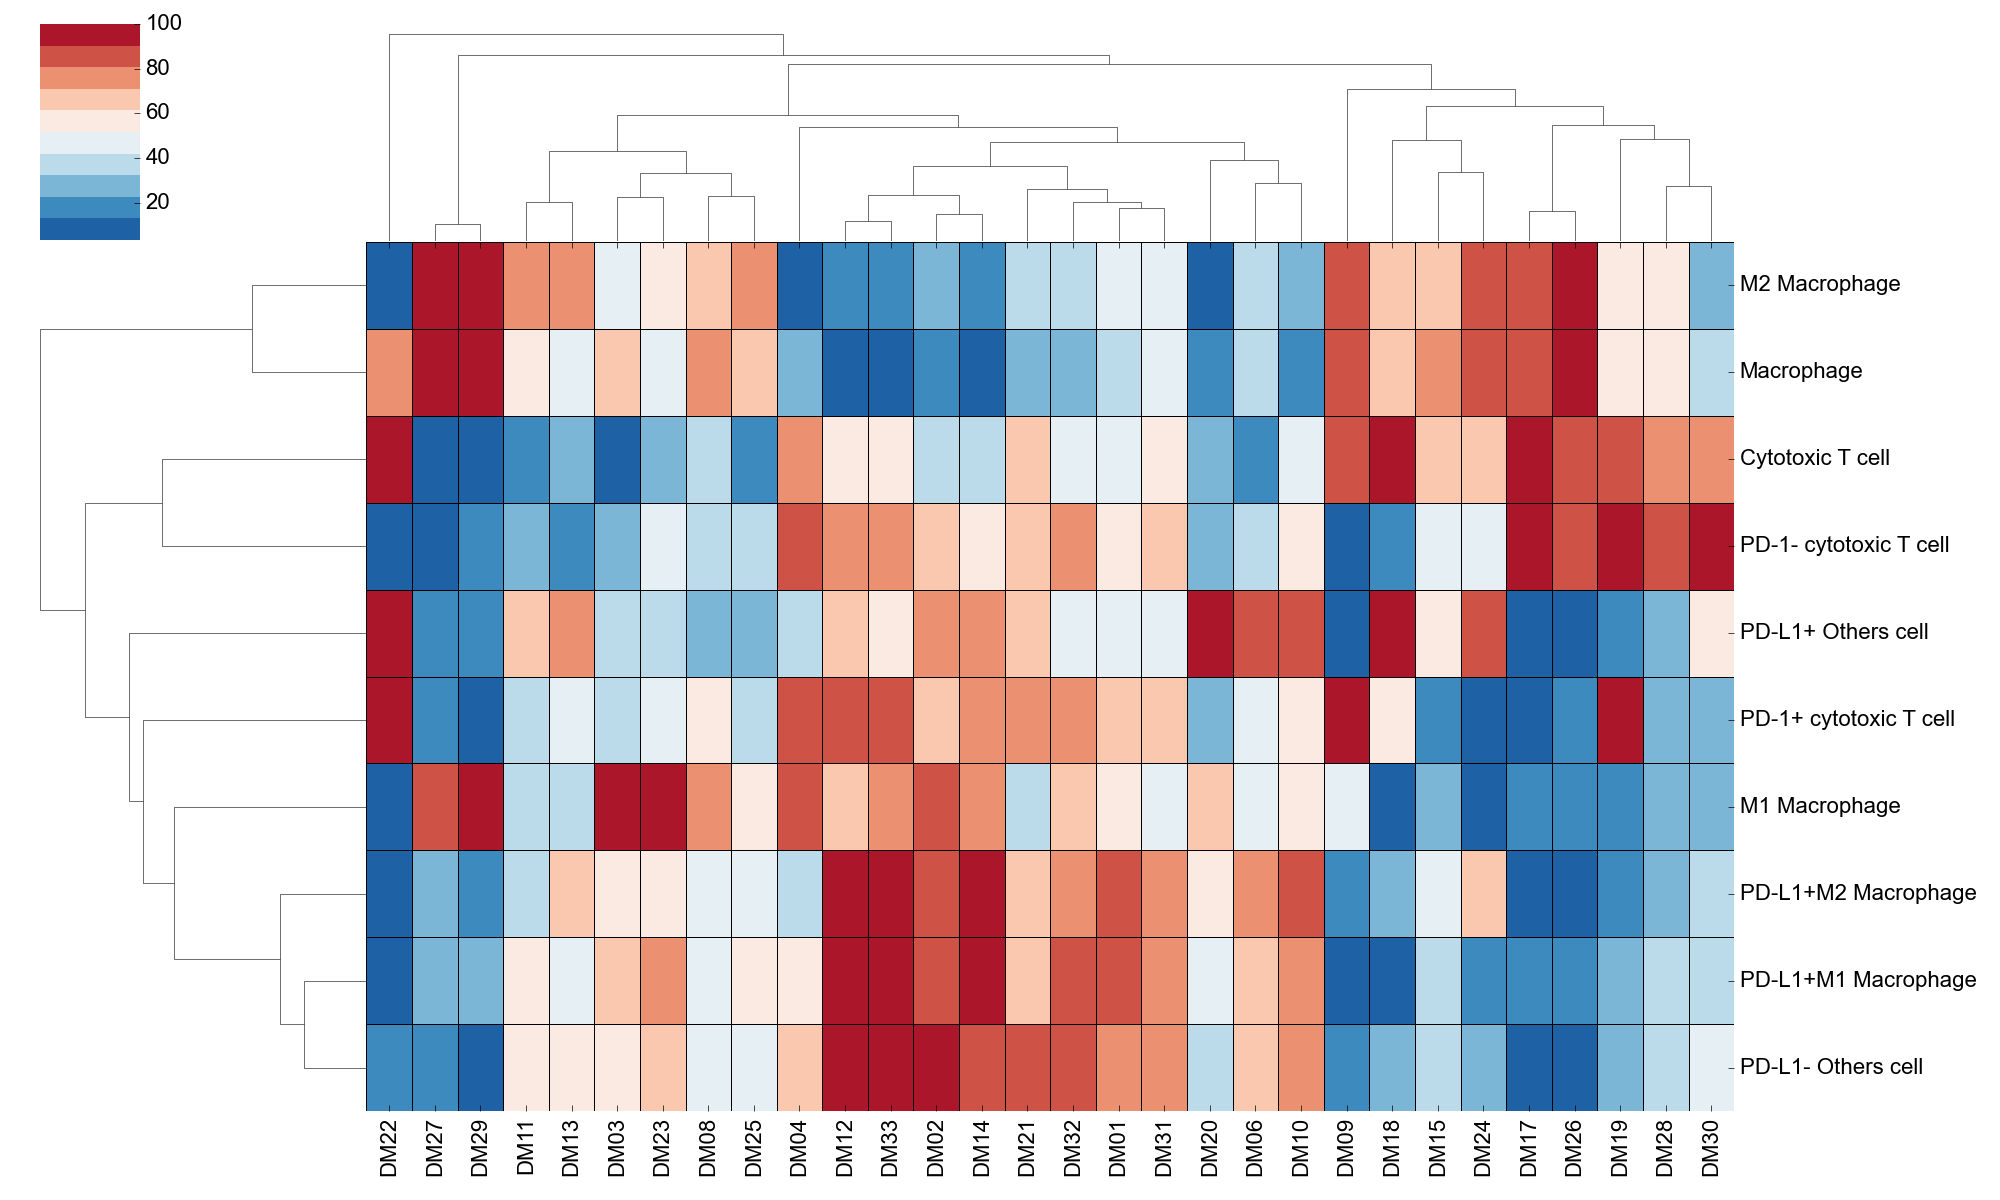 100
80
60
40
20
M2 Macrophage
Macrophage
Cytotoxic T cell
PD-1- cytotoxic T cell
PD-L1+ Others cell
PD-1+ cytotoxic T cell
M1 Macrophage
PD-L1+M2 Macrophage
PD-L1+M1 Macrophage
PD-L1- Others cell
DM22
DM27
DM29
DM11
DM13
DM03
DM23
DM08
DM25
DM04
DM12
DM33
DM02
DM14
DM21
DM32
DM01
DM31
DM20
DM06
DM10
DM09
DM18
DM15
DM24
DM17
DM26
DM19
DM28
DM30